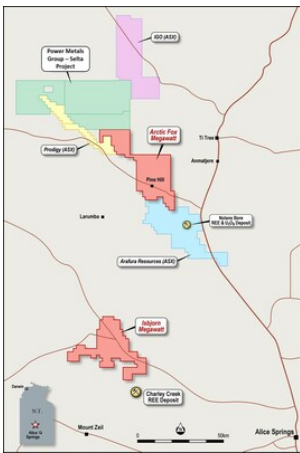 IGO (ASX)
Power Metals
Group – Selta
Project
Arctic Fox
Megawatt
Ti Tree
Prodigy (ASX)
Anmatjere
Pine Hill
Laramba
Nolans Bore
REE & U₃O₈ Deposit
Arafura Resources (ASX)
Isbjorn
Megawatt
Darwin
Charley Creek
REE Deposit
N.T.
Alice
Springs
Mount Zeil
0
50km
Alice Springs